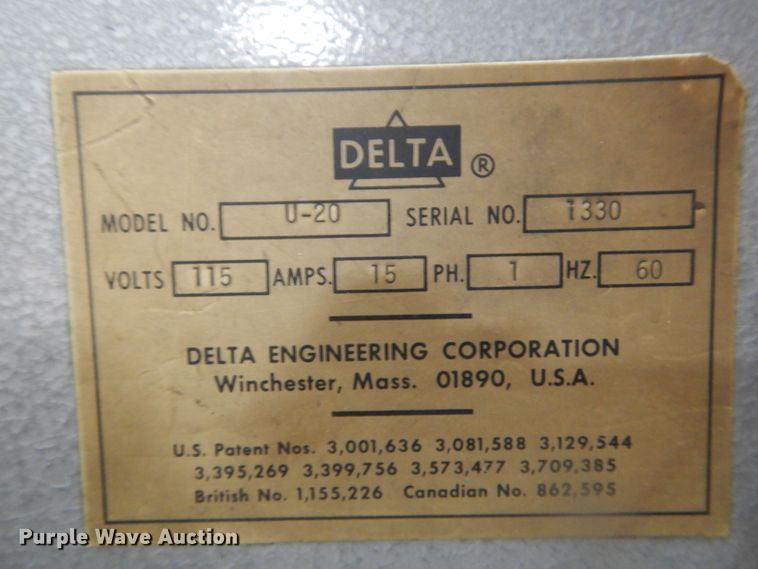 DELTA ®
MODEL NO. U-20 SERIAL NO. 1330
VOLTS 115 AMPS. 15 PH. 1 HZ. 60
DELTA ENGINEERING CORPORATION
Winchester, Mass. 01890, U.S.A.
U.S. Patent Nos. 3,001,636 3,081,588 3,129,544
3,395,269 3,399,756 3,573,477 3,709,385
British No. 1,155,226 Canadian No. 862,595
Purple Wave Auction